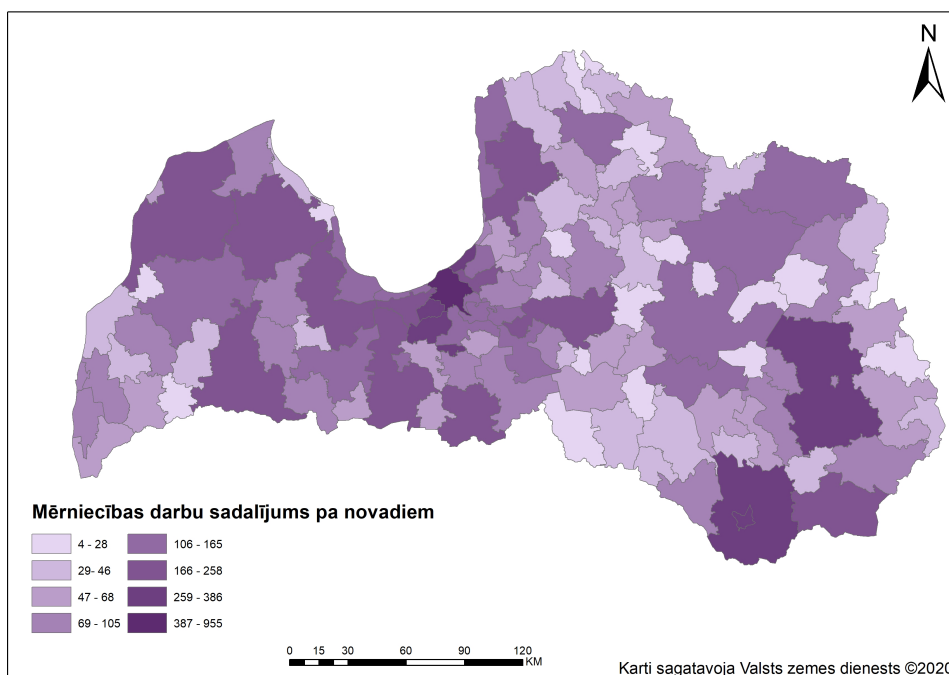 N
Mērniecības darbu sadalījums pa novadiem
4 - 28 106 - 165
29- 46 166 - 258
47 - 68 259 - 386
69 - 105 387 - 955
0 15 30 60 90 120
KM
Karti sagatavoja Valsts zemes dienests ©2020